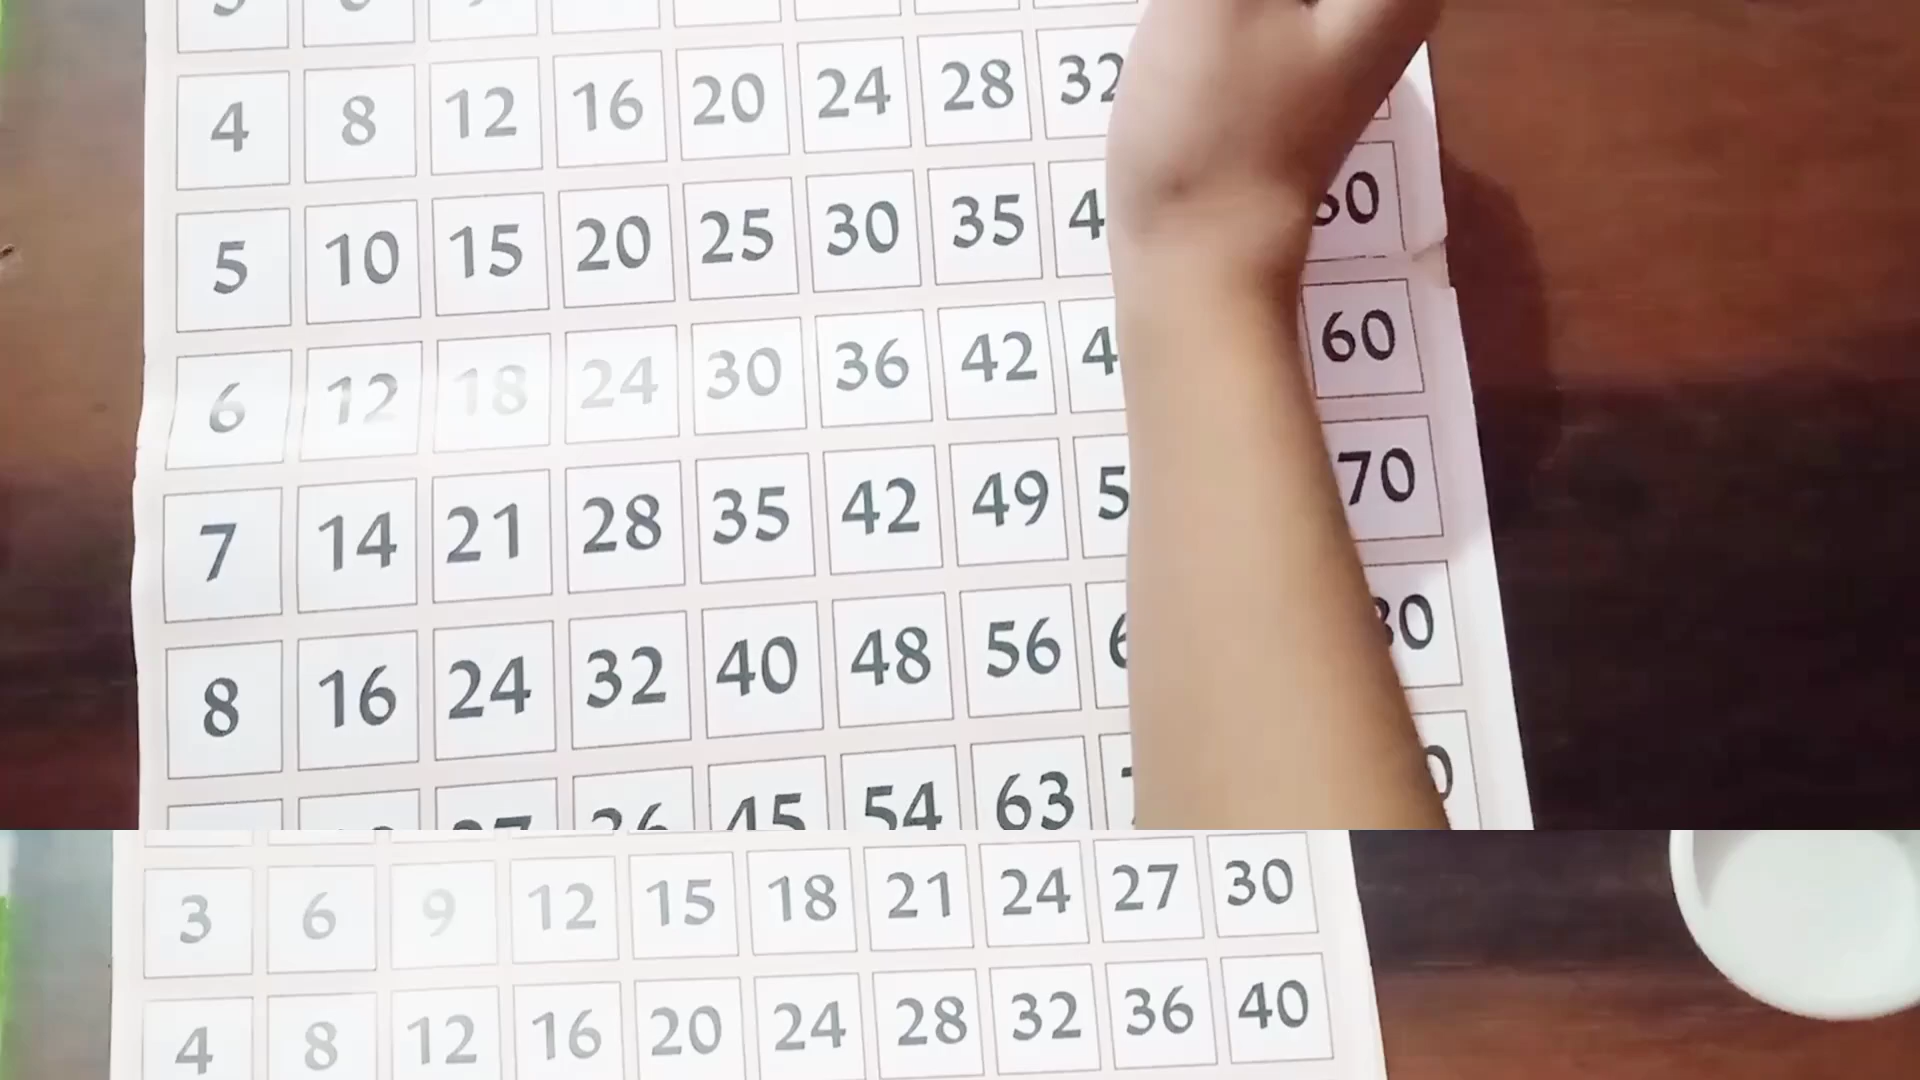 4 8 12 16 20 24 28 32
5 10 15 20 25 30 35
6 12 18 24 30 36 42 60
7 14 21 28 35 42 49 70
8 16 24 32 40 48 56
45 54 63
3 6 9 12 15 18 21 24 27 30
4 8 12 16 20 24 28 32 36 40